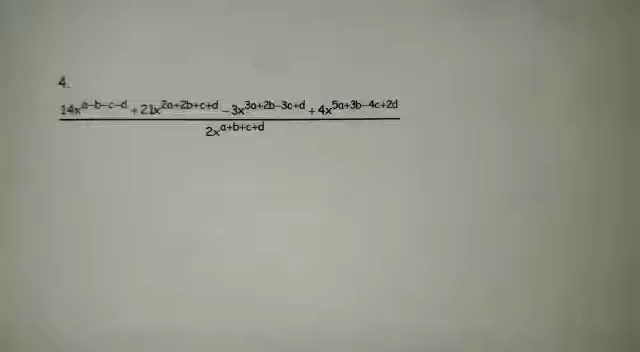 4.
14x^{a-b-c-d} + 21x^{2a+2b+c+d} - 3x^{3a+2b-3c+d} + 4x^{5a+3b-4c+2d}
2x^{a+b+c+d}